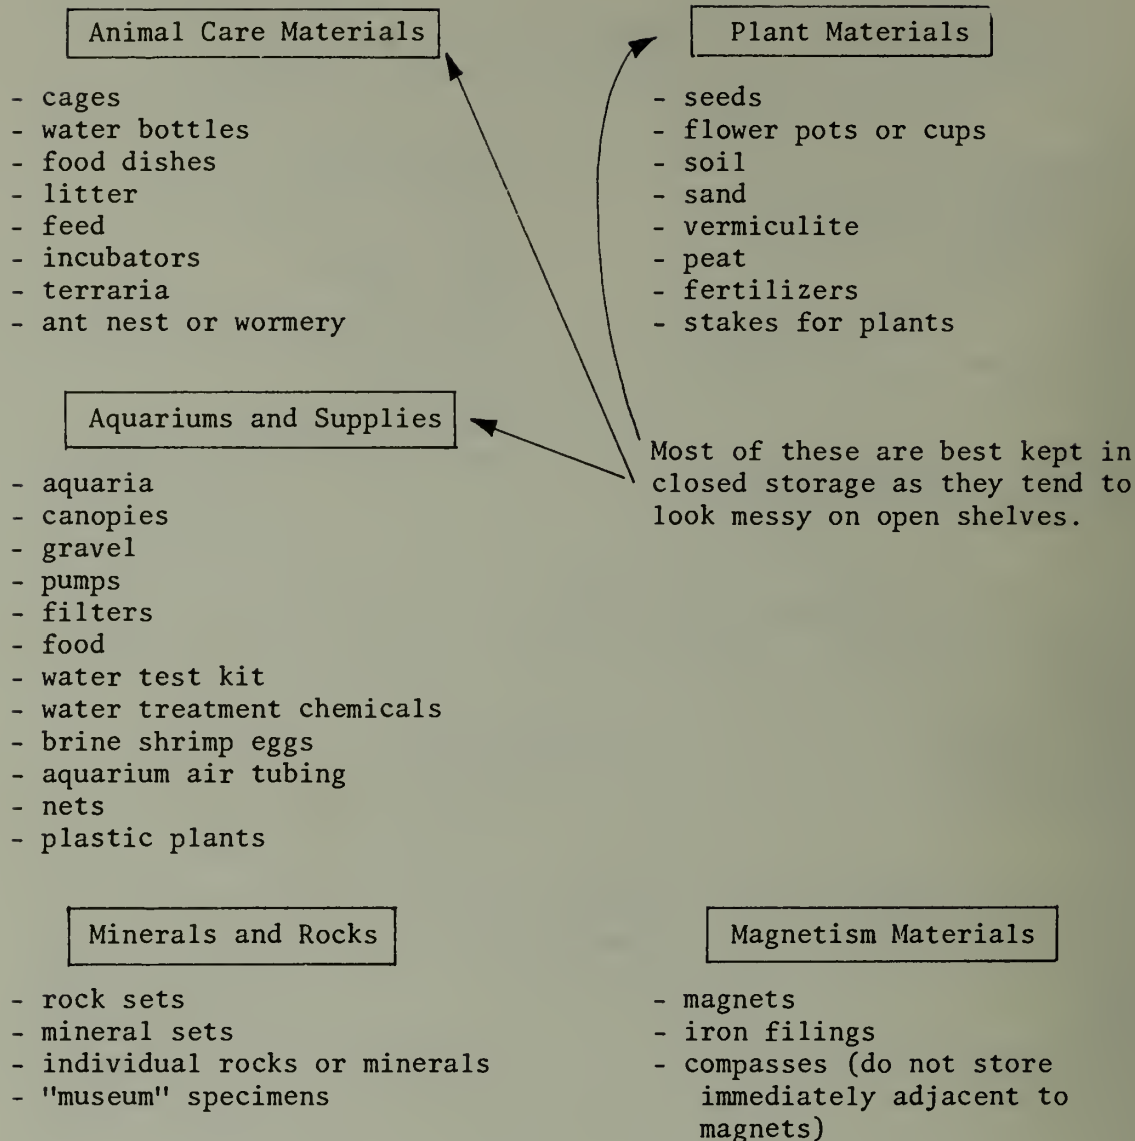 Animal Care Materials
- cages
- water bottles
- food dishes
- litter
- feed
- incubators
- terraria
- ant nest or wormery
Plant Materials
- seeds
- flower pots or cups
- soil
- sand
- vermiculite
- peat
- fertilizers
- stakes for plants
Aquariums and Supplies
- aquaria
- canopies
- gravel
- pumps
- filters
- food
- water test kit
- water treatment chemicals
- brine shrimp eggs
- aquarium air tubing
- nets
- plastic plants
Most of these are best kept in
closed storage as they tend to
look messy on open shelves.
Minerals and Rocks
- rock sets
- mineral sets
- individual rocks or minerals
- "museum" specimens
Magnetism Materials
- magnets
- iron filings
- compasses (do not store
immediately adjacent to
magnets)